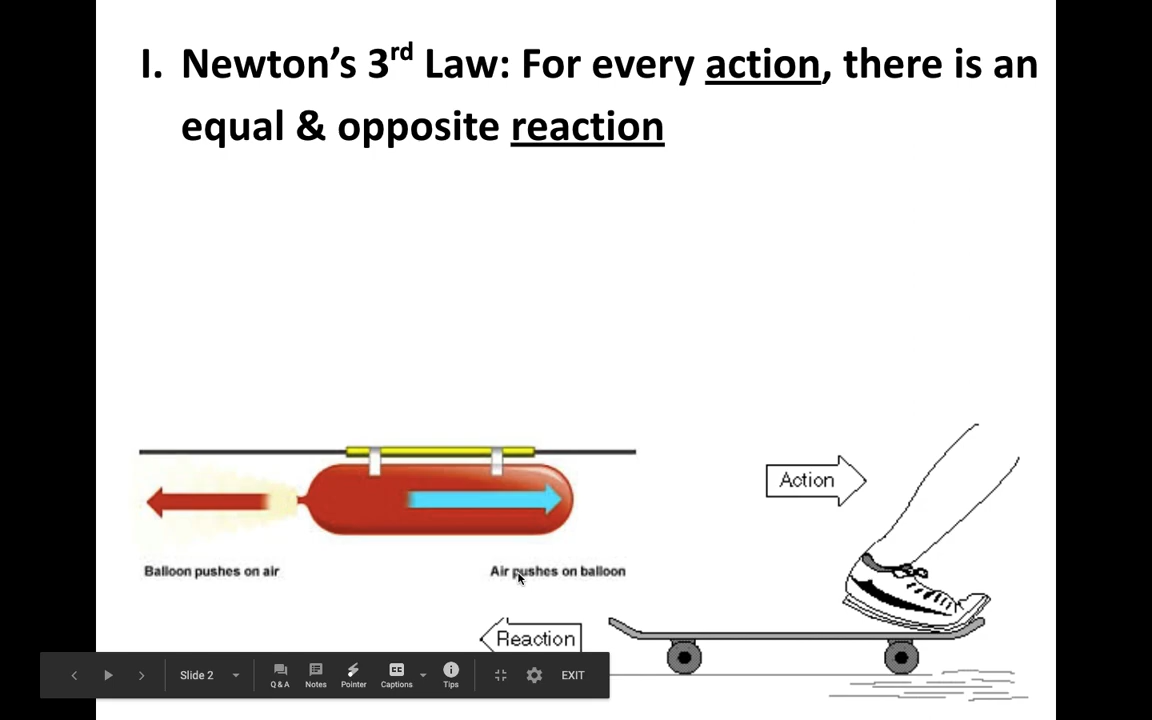 I. Newton’s 3rd Law: For every action, there is an
equal & opposite reaction
Action
Balloon pushes on air
Air pushes on balloon
Reaction
Slide 2
Q & A
Notes
Pointer
CC
Captions
Tips
EXIT